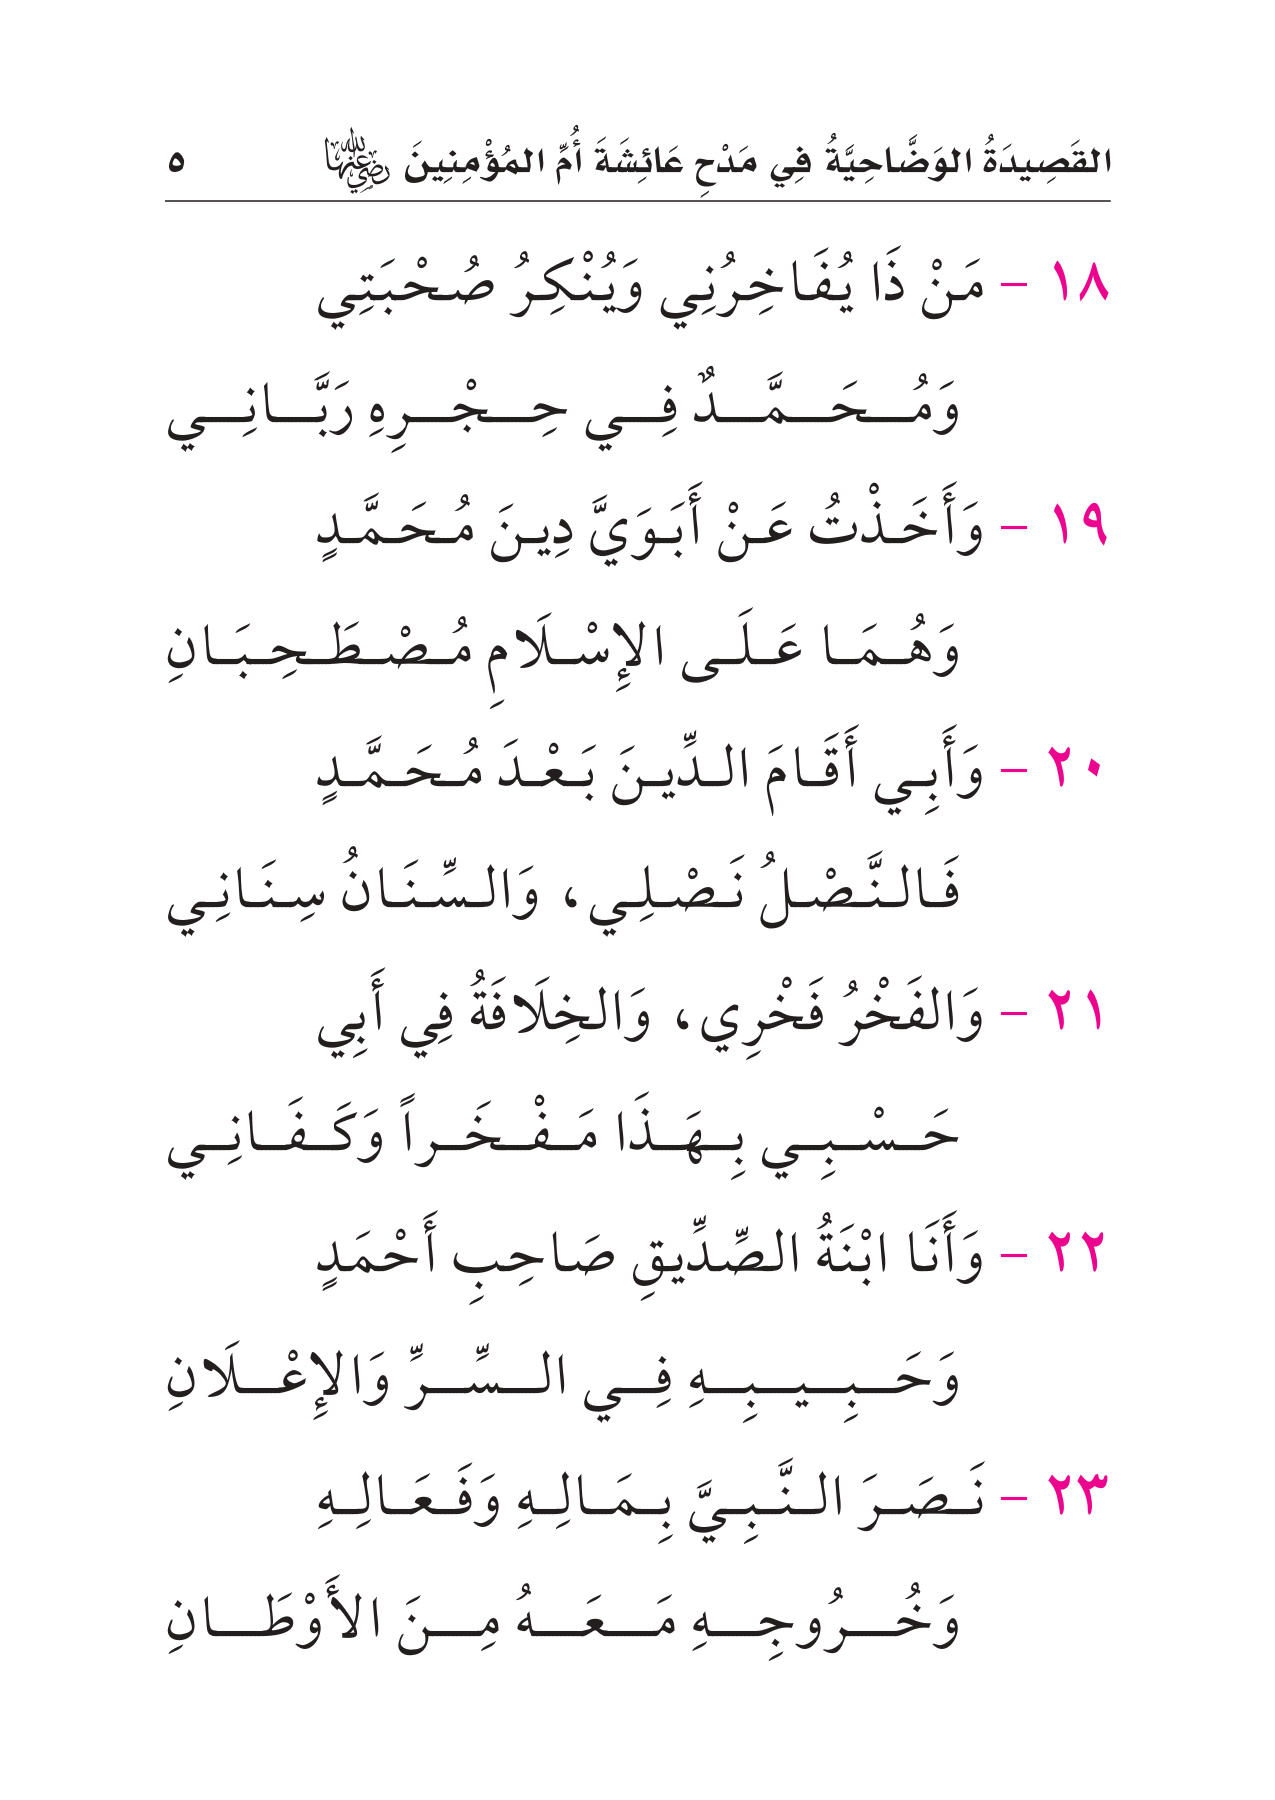 القَصِيدَةُ الوَضَّاحِيَّةُ فِي مَدْحِ عَائِشَةَ أُمِّ المُؤْمِنِينَ رضي الله عنها ٥
١٨ - مَنْ ذَا يُفَاخِرُنِي وَيُنْكِرُ صُحْبَتِي
وَمُحَمَّدٌ فِي حِجْرِهِ رَبَّانِي
١٩ - وَأَخَذْتُ عَنْ أَبَوَيَّ دِينَ مُحَمَّدٍ
وَهُمَا عَلَى الإِسْلَامِ مُصْطَحِبَانِ
٢٠ - وَأَبِي أَقَامَ الدِّينَ بَعْدَ مُحَمَّدٍ
فَالنَّصْلُ نَصْلِي، وَالسِّنَانُ سِنَانِي
٢١ - وَالفَخْرُ فَخْرِي، وَالخِلَافَةُ فِي أَبِي
حَسْبِي بِهَذَا مَفْخَراً وَكَفَانِي
٢٢ - وَأَنَا ابْنَةُ الصِّدِّيقِ صَاحِبِ أَحْمَدٍ
وَحَبِيبِهِ فِي السِّرِّ وَالإِعْلَانِ
٢٣ - نَصَرَ النَّبِيَّ بِمَالِهِ وَفَعَالِهِ
وَخُرُوجِهِ مَعَهُ مِنَ الأَوْطَانِ